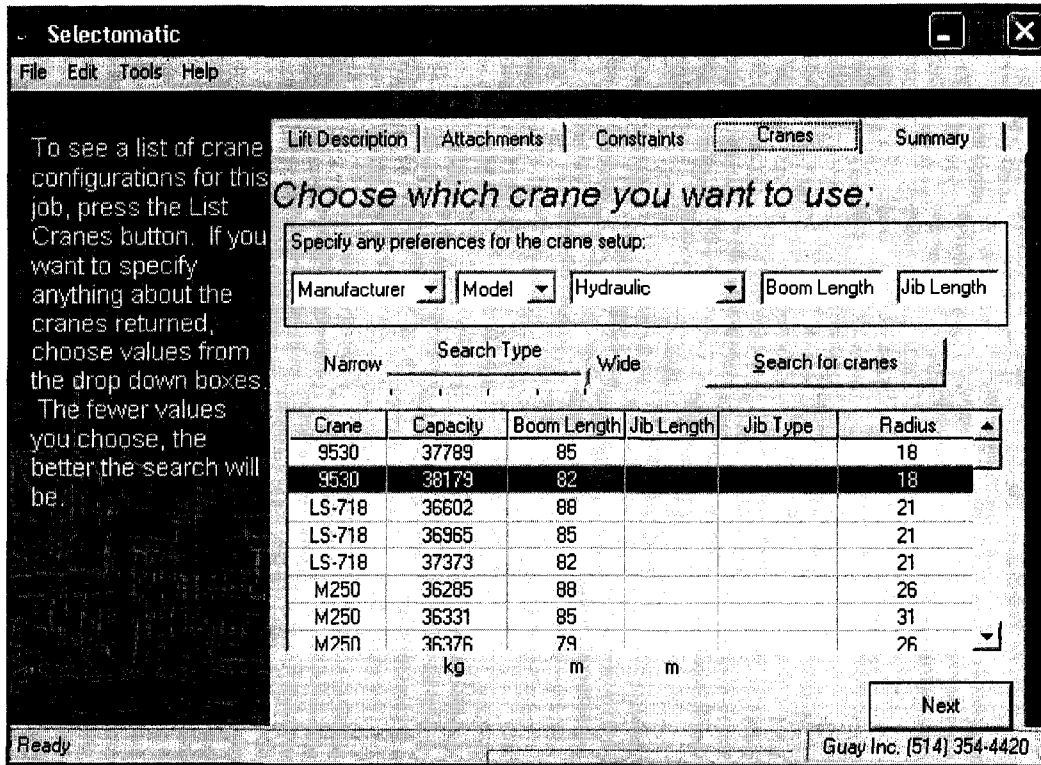 Selectomatic
File Edit Tools Help
To see a list of crane
configurations for this
job, press the List
Cranes button. If you
want to specify
anything about the
cranes returned,
choose values from
the drop down boxes.
The fewer values
you choose, the
better the search will
be.
Lift Description Attachments Constraints Cranes Summary
Choose which crane you want to use:
Specify any preferences for the crane setup:
Manufacturer Model Hydraulic Boom Length Jib Length
Narrow Search Type Wide Search for cranes
Crane Capacity Boom Length Jib Length Jib Type Radius
9530 37789 85 18
9530 38179 82 18
LS-718 36602 88 21
LS-718 36965 85 21
LS-718 37373 82 21
M250 36285 88 26
M250 36331 85 31
M250 36376 79 26
kg m m
Next
Ready Guay Inc. (514) 354-4420